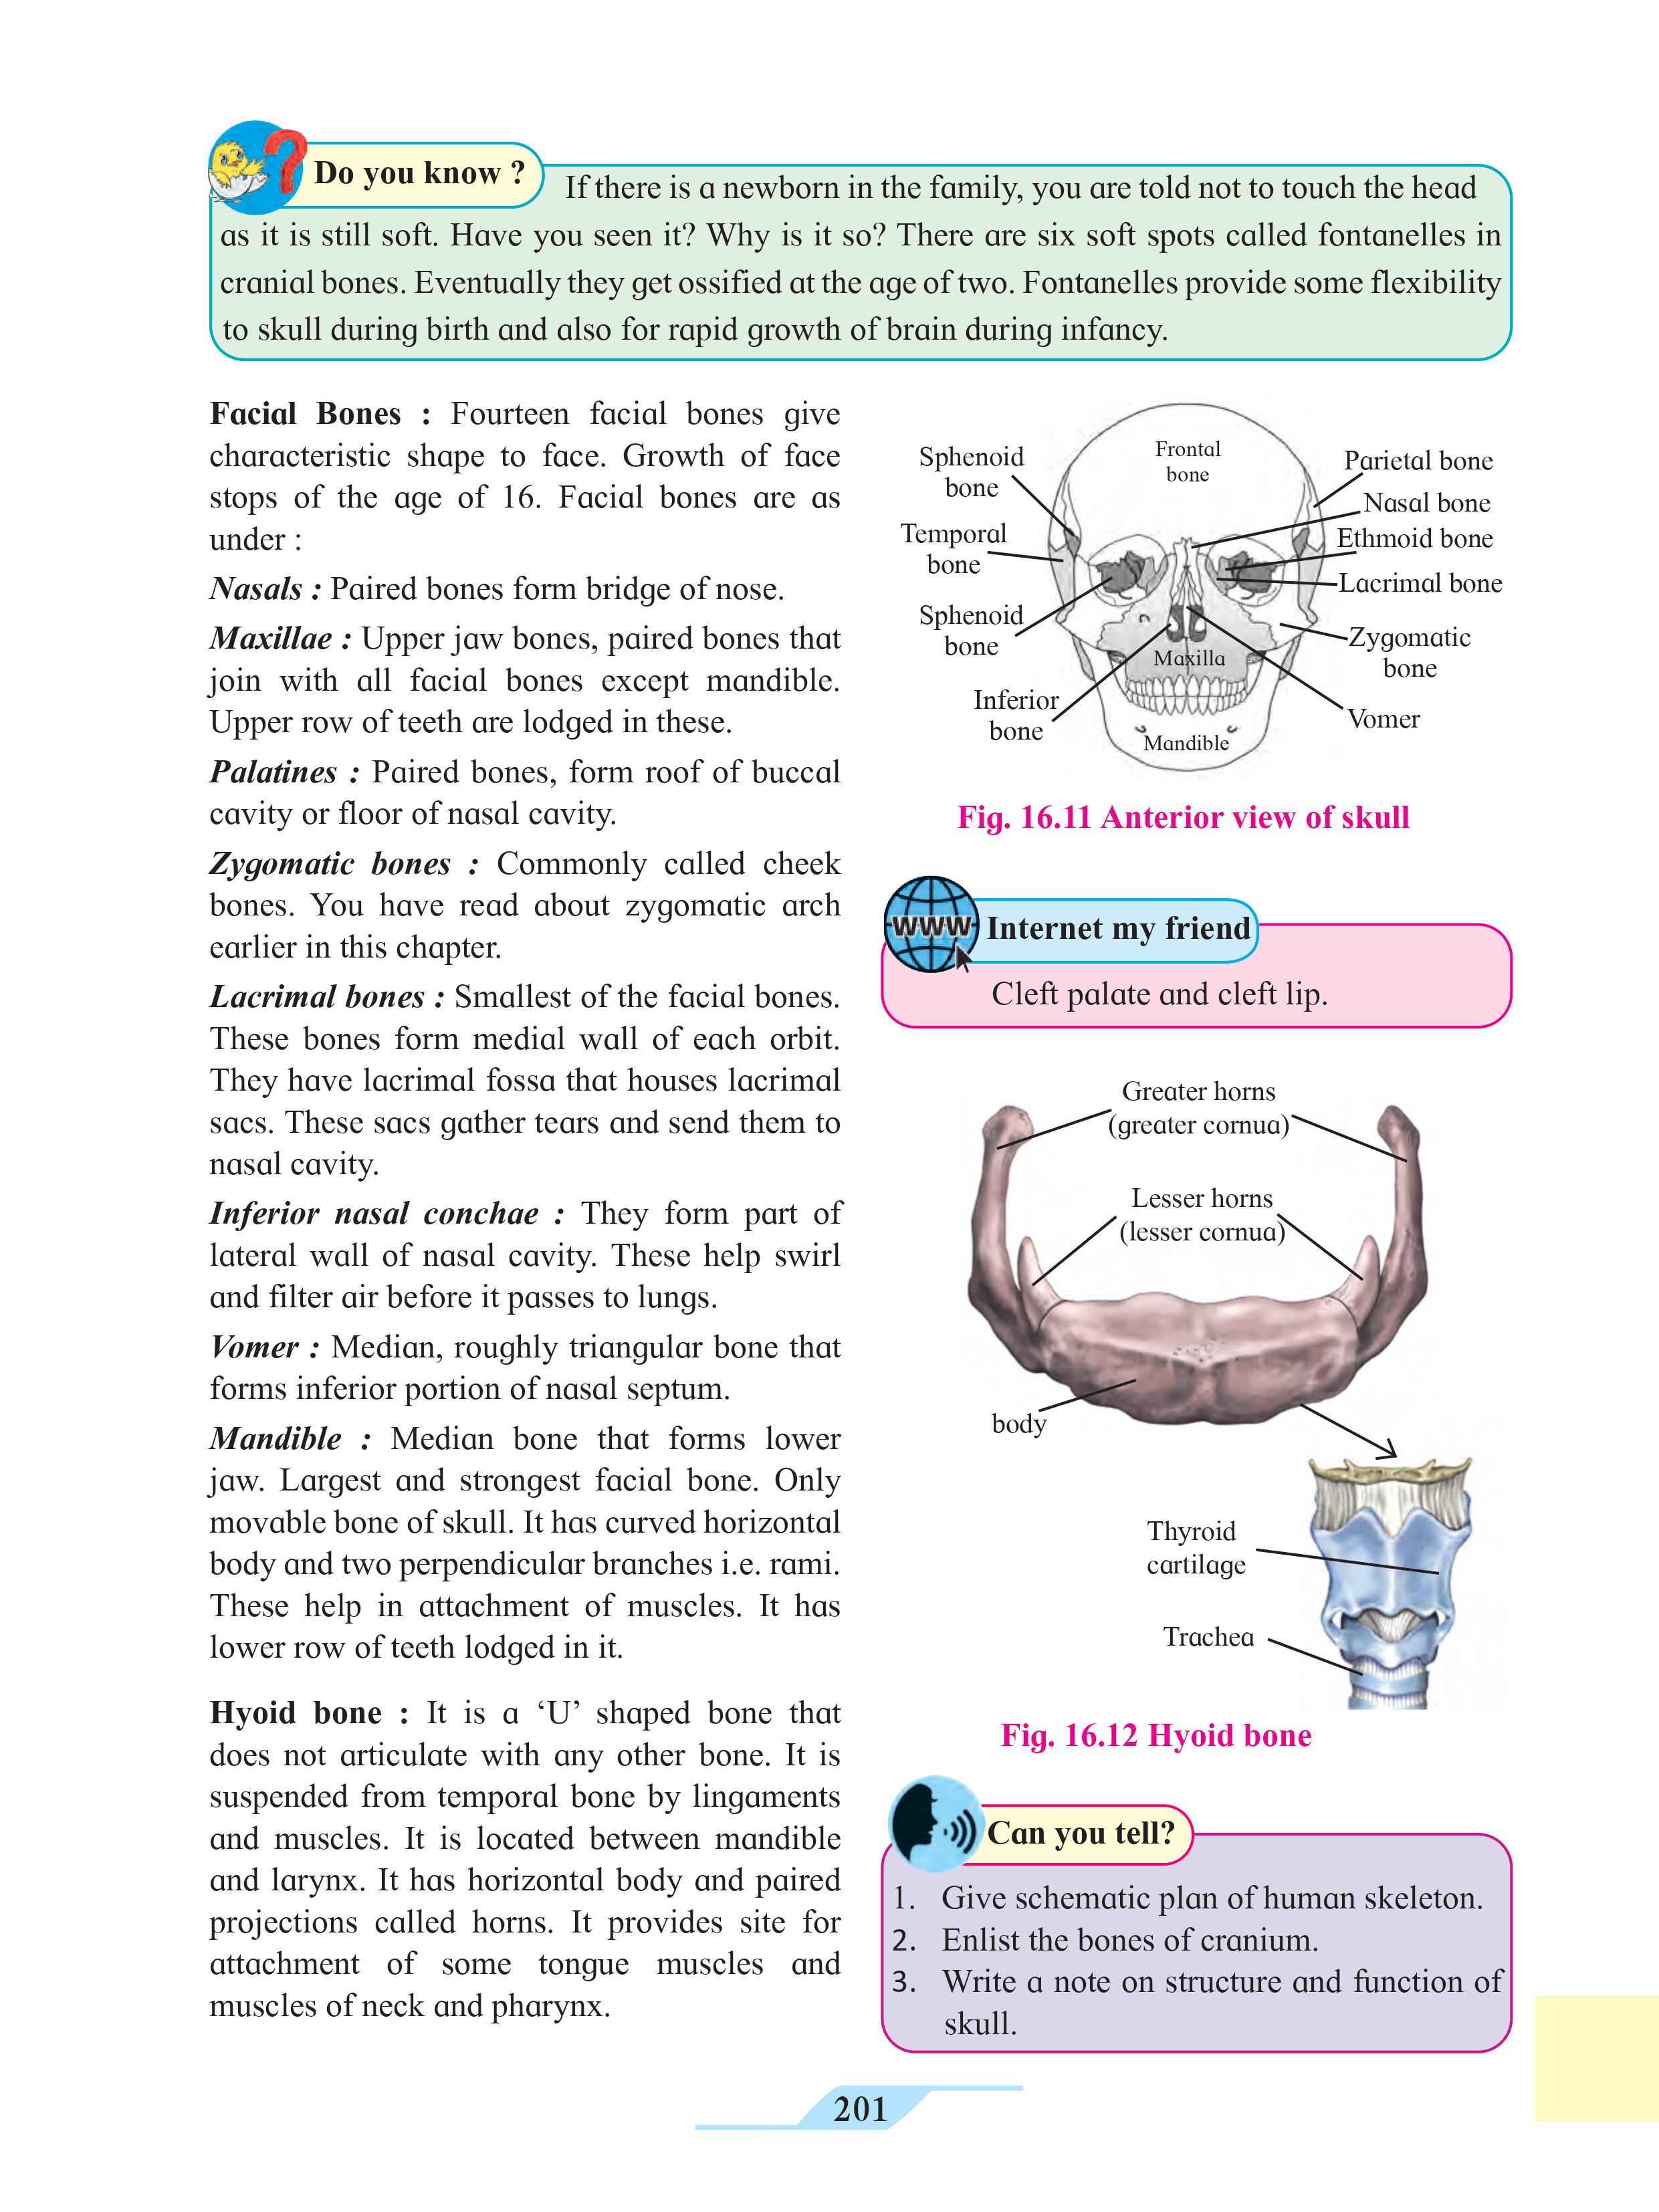 Do you know ?
If there is a newborn in the family, you are told not to touch the head
as it is still soft. Have you seen it? Why is it so? There are six soft spots called fontanelles in
cranial bones. Eventually they get ossified at the age of two. Fontanelles provide some flexibility
to skull during birth and also for rapid growth of brain during infancy.
Facial Bones : Fourteen facial bones give
characteristic shape to face. Growth of face
stops of the age of 16. Facial bones are as
under :
Nasals : Paired bones form bridge of nose.
Maxillae : Upper jaw bones, paired bones that
join with all facial bones except mandible.
Upper row of teeth are lodged in these.
Palatines : Paired bones, form roof of buccal
cavity or floor of nasal cavity.
Zygomatic bones : Commonly called cheek
bones. You have read about zygomatic arch
earlier in this chapter.
Lacrimal bones : Smallest of the facial bones.
These bones form medial wall of each orbit.
They have lacrimal fossa that houses lacrimal
sacs. These sacs gather tears and send them to
nasal cavity.
Inferior nasal conchae : They form part of
lateral wall of nasal cavity. These help swirl
and filter air before it passes to lungs.
Vomer : Median, roughly triangular bone that
forms inferior portion of nasal septum.
Mandible : Median bone that forms lower
jaw. Largest and strongest facial bone. Only
movable bone of skull. It has curved horizontal
body and two perpendicular branches i.e. rami.
These help in attachment of muscles. It has
lower row of teeth lodged in it.
Hyoid bone : It is a ‘U’ shaped bone that
does not articulate with any other bone. It is
suspended from temporal bone by lingaments
and muscles. It is located between mandible
and larynx. It has horizontal body and paired
projections called horns. It provides site for
attachment of some tongue muscles and
muscles of neck and pharynx.
Sphenoid
bone
Temporal
bone
Sphenoid
bone
Inferior
bone
Frontal
bone
Maxilla
Mandible
Parietal bone
Nasal bone
Ethmoid bone
Lacrimal bone
Zygomatic
bone
Vomer
Fig. 16.11 Anterior view of skull
WWW
Internet my friend
Cleft palate and cleft lip.
Greater horns
(greater cornua)
Lesser horns
(lesser cornua)
body
Thyroid
cartilage
Trachea
Fig. 16.12 Hyoid bone
Can you tell?
1. Give schematic plan of human skeleton.
2. Enlist the bones of cranium.
3. Write a note on structure and function of
skull.
201